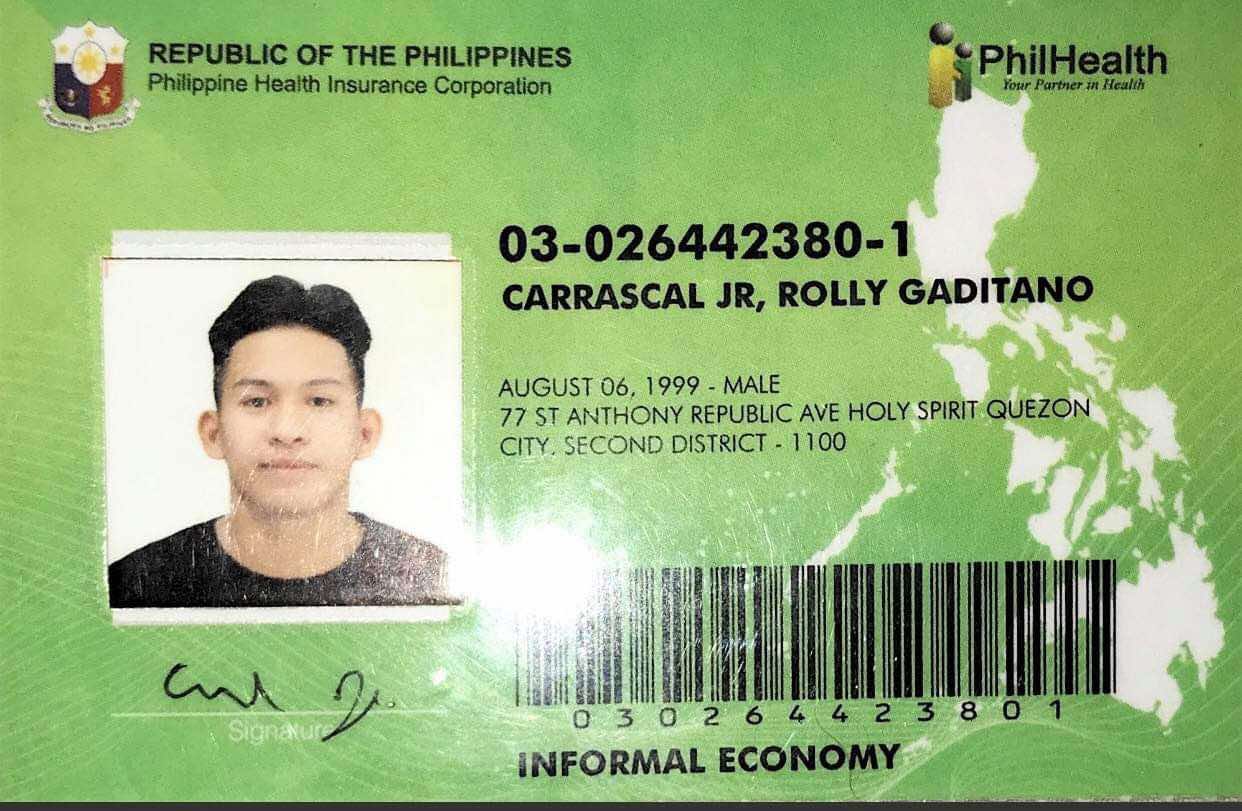 REPUBLIC OF THE PHILIPPINES
Philippine Health Insurance Corporation
PhilHealth
Your Partner in Health
03-026442380-1
CARRASCAL JR, ROLLY GADITANO
AUGUST 06, 1999 - MALE
77 ST ANTHONY REPUBLIC AVE HOLY SPIRIT QUEZON
CITY, SECOND DISTRICT - 1100
Signature
030264423801
INFORMAL ECONOMY